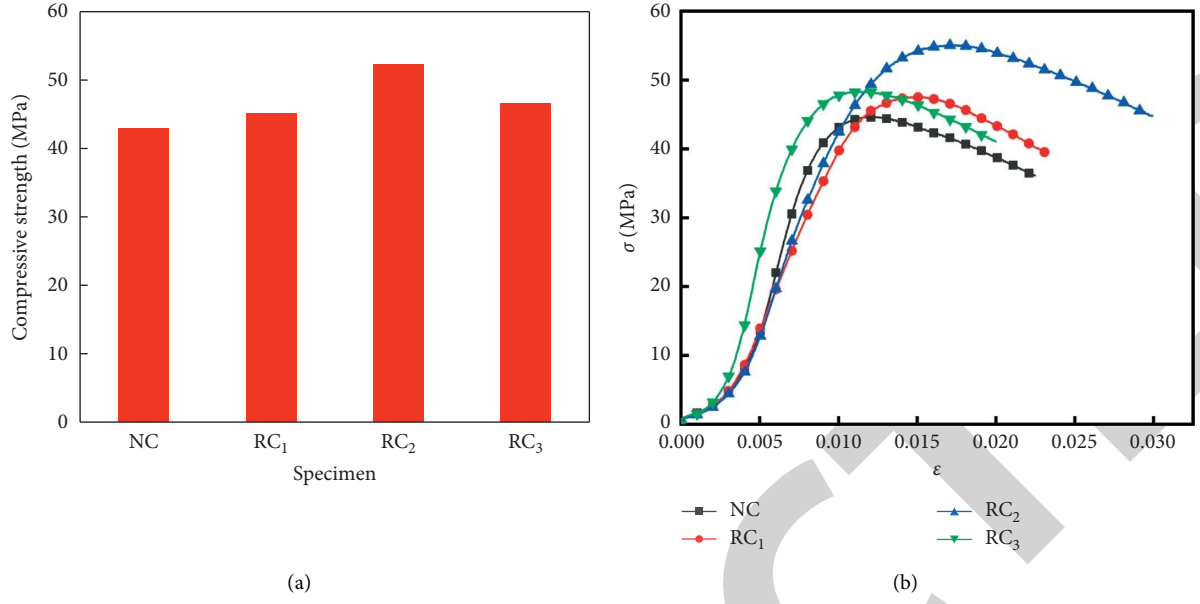 60
50
40
30
20
10
0
Compressive strength (MPa)
NC RC₁ RC₂ RC₃
Specimen
(a)
60
50
40
30
20
10
0
σ (MPa)
0.000 0.005 0.010 0.015 0.020 0.025 0.030
ε
NC RC₂
RC₁ RC₃
(b)